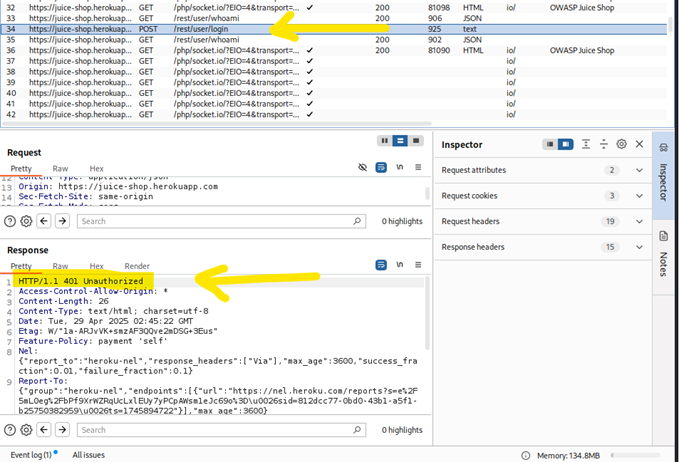 32 https://juice-shop.herokuap... GET /php/socket.io/?EIO=4&transport=... ✓ 200 81098 HTML io/ OWASP Juice Shop
33 https://juice-shop.herokuap... GET /rest/user/whoami 200 906 JSON
34 https://juice-shop.herokuap... POST /rest/user/login 925 text
35 https://juice-shop.herokuap... GET /rest/user/whoami 200 902 JSON
36 https://juice-shop.herokuap... GET /php/socket.io/?EIO=4&transport=... ✓ 200 81090 HTML io/ OWASP Juice Shop
37 https://juice-shop.herokuap... GET /php/socket.io/?EIO=4&transport=... ✓ io/
38 https://juice-shop.herokuap... GET /php/socket.io/?EIO=4&transport=... ✓ io/
39 https://juice-shop.herokuap... GET /php/socket.io/?EIO=4&transport=... ✓ io/
40 https://juice-shop.herokuap... GET /php/socket.io/?EIO=4&transport=... ✓ io/
41 https://juice-shop.herokuap... GET /php/socket.io/?EIO=4&transport=... ✓ io/
42 https://juice-shop.herokuap... GET /php/socket.io/?EIO=4&transport=... ✓ io/
Request
Pretty Raw Hex
\n
12 Content-Type: application/json
13 Origin: https://juice-shop.herokuapp.com
14 Sec-Fetch-Site: same-origin
Search
0 highlights
Response
Pretty Raw Hex Render
\n
1 HTTP/1.1 401 Unauthorized
2 Access-Control-Allow-Origin: *
3 Content-Length: 26
4 Content-Type: text/html; charset=utf-8
5 Date: Tue, 29 Apr 2025 02:45:22 GMT
6 Etag: W/"1a-ARJvVK+smzAF3QQve2mDSG+3Eus"
7 Feature-Policy: payment 'self'
8 Nel:
{"report_to":"heroku-nel","response_headers":["Via"],"max_age":3600,"success_fra
ction":0.01,"failure_fraction":0.1}
9 Report-To:
{"group":"heroku-nel","endpoints":[{"url":"https://nel.heroku.com/reports?s=e%2F
5mL0eg%2FbPf9XrWZRqUcLxlEUy7yPCpAWsm1eJc69o%3D\u0026sid=812dcc77-0bd0-43b1-a5f1-
b25750382959\u0026ts=1745894722"}],"max_age":3600}
Search
0 highlights
Inspector
Request attributes 2
Request cookies 3
Request headers 19
Response headers 15
Inspector
Notes
Event log (1) All issues
Memory: 134.8MB